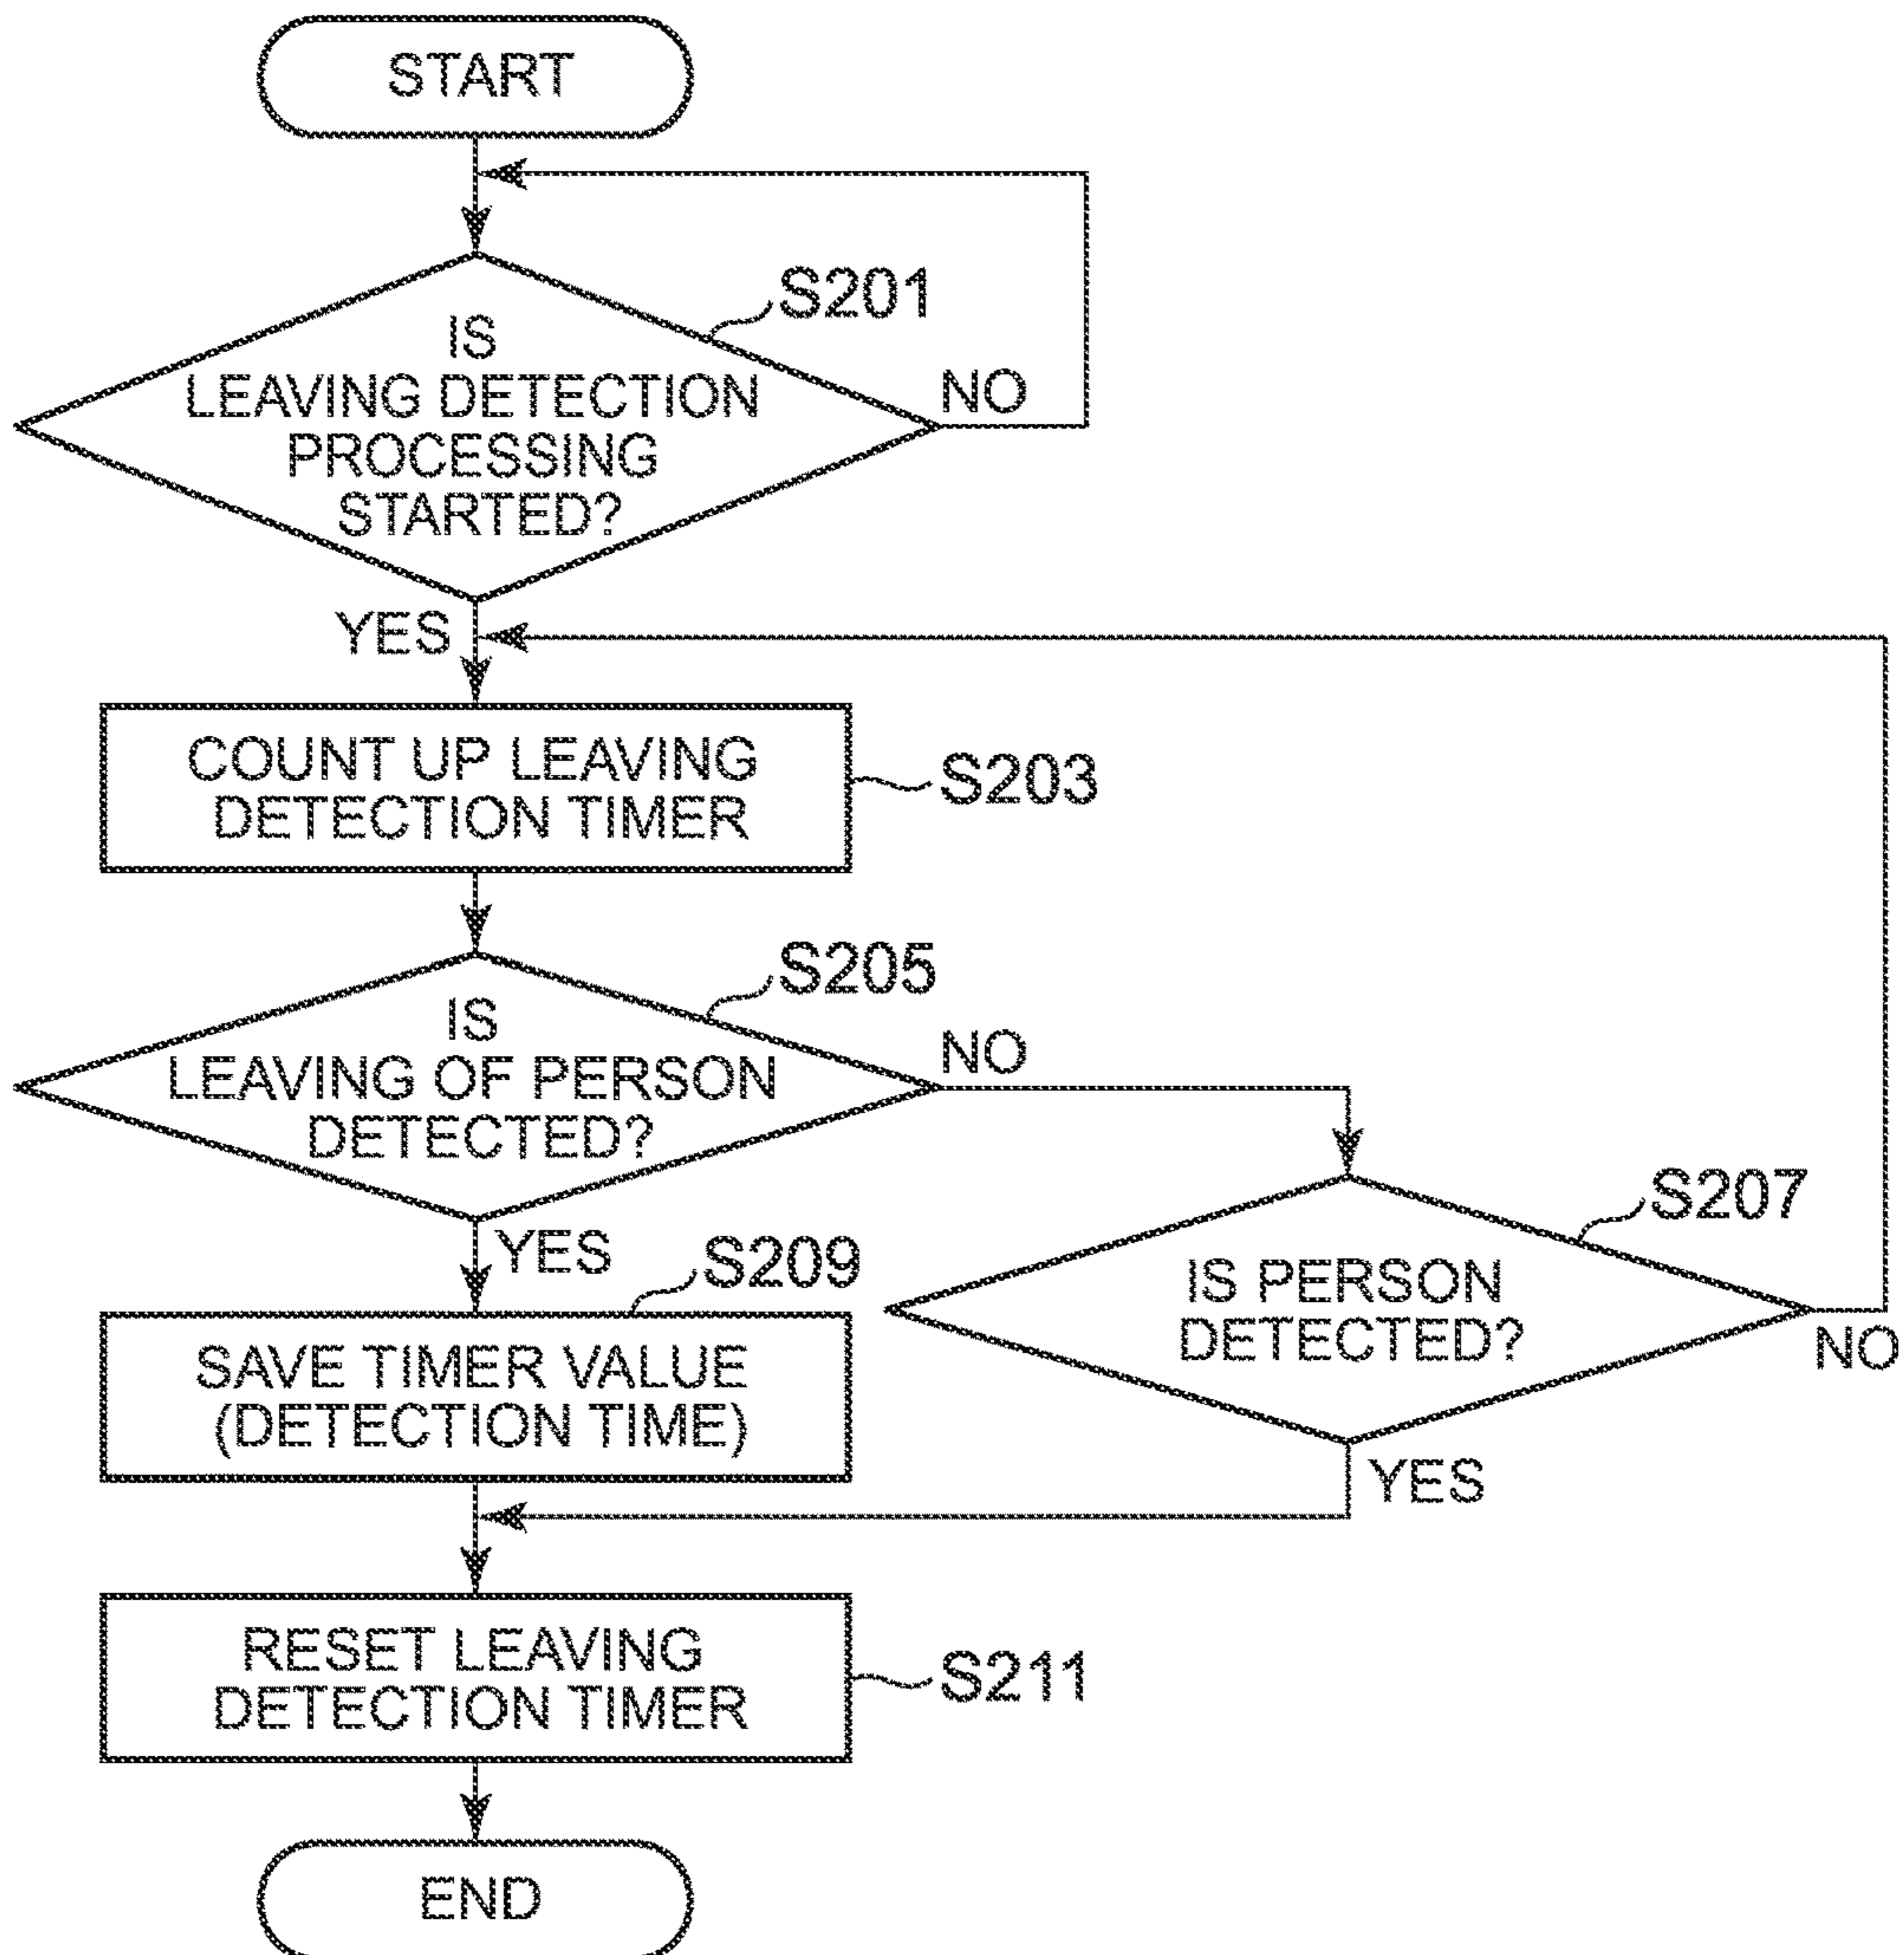 START
S201
IS
LEAVING DETECTION
PROCESSING
STARTED?
NO
YES
COUNT UP LEAVING
DETECTION TIMER
S203
S205
IS
LEAVING OF PERSON
DETECTED?
NO
YES
S207
IS PERSON
DETECTED?
NO
YES
S209
SAVE TIMER VALUE
(DETECTION TIME)
RESET LEAVING
DETECTION TIMER
S211
END